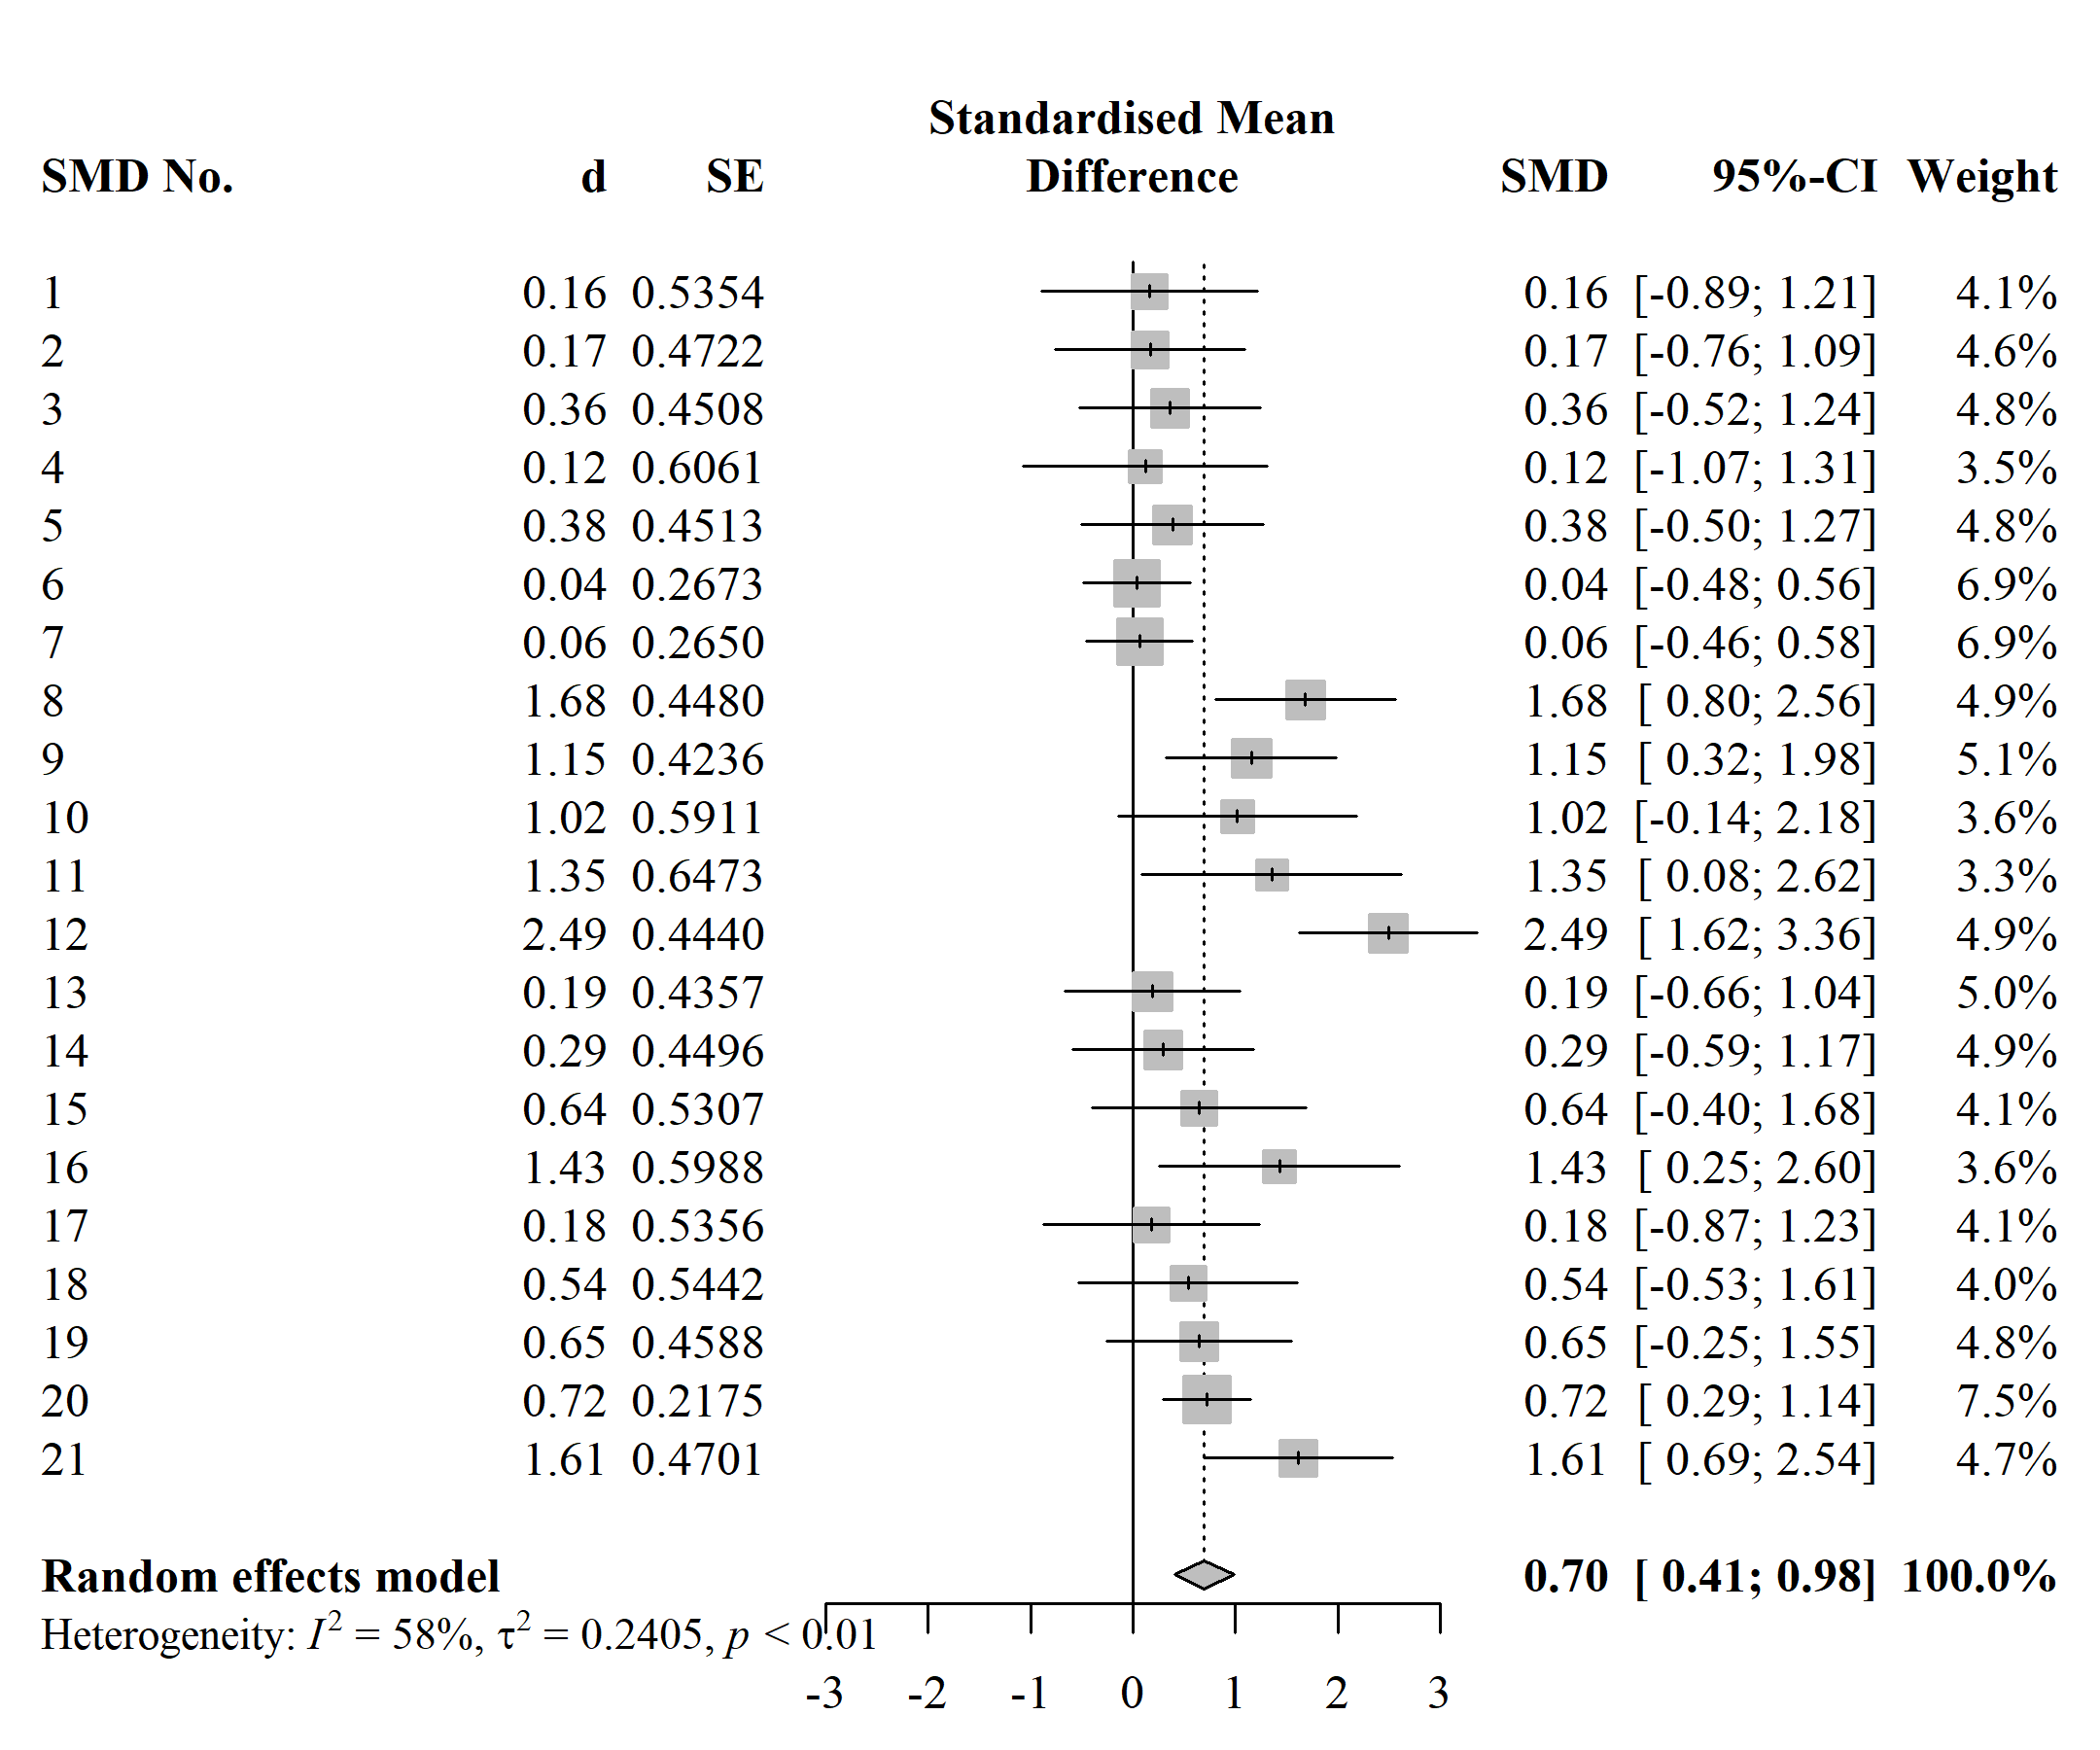 Standardised Mean
SMD No. d SE Difference SMD 95%-CI Weight
1 0.16 0.5354 0.16 [-0.89; 1.21] 4.1%
2 0.17 0.4722 0.17 [-0.76; 1.09] 4.6%
3 0.36 0.4508 0.36 [-0.52; 1.24] 4.8%
4 0.12 0.6061 0.12 [-1.07; 1.31] 3.5%
5 0.38 0.4513 0.38 [-0.50; 1.27] 4.8%
6 0.04 0.2673 0.04 [-0.48; 0.56] 6.9%
7 0.06 0.2650 0.06 [-0.46; 0.58] 6.9%
8 1.68 0.4480 1.68 [ 0.80; 2.56] 4.9%
9 1.15 0.4236 1.15 [ 0.32; 1.98] 5.1%
10 1.02 0.5911 1.02 [-0.14; 2.18] 3.6%
11 1.35 0.6473 1.35 [ 0.08; 2.62] 3.3%
12 2.49 0.4440 2.49 [ 1.62; 3.36] 4.9%
13 0.19 0.4357 0.19 [-0.66; 1.04] 5.0%
14 0.29 0.4496 0.29 [-0.59; 1.17] 4.9%
15 0.64 0.5307 0.64 [-0.40; 1.68] 4.1%
16 1.43 0.5988 1.43 [ 0.25; 2.60] 3.6%
17 0.18 0.5356 0.18 [-0.87; 1.23] 4.1%
18 0.54 0.5442 0.54 [-0.53; 1.61] 4.0%
19 0.65 0.4588 0.65 [-0.25; 1.55] 4.8%
20 0.72 0.2175 0.72 [ 0.29; 1.14] 7.5%
21 1.61 0.4701 1.61 [ 0.69; 2.54] 4.7%
Random effects model 0.70 [ 0.41; 0.98] 100.0%
Heterogeneity: I² = 58%, τ² = 0.2405, p < 0.01
-3 -2 -1 0 1 2 3